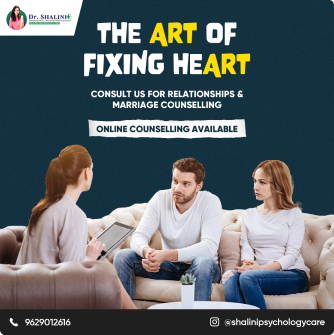 Dr. SHALINI
THE ART OF
FIXING HEART
CONSULT US FOR RELATIONSHIPS &
MARRIAGE COUNSELLING
ONLINE COUNSELLING AVAILABLE
9629012616
@shalinipsychologycare